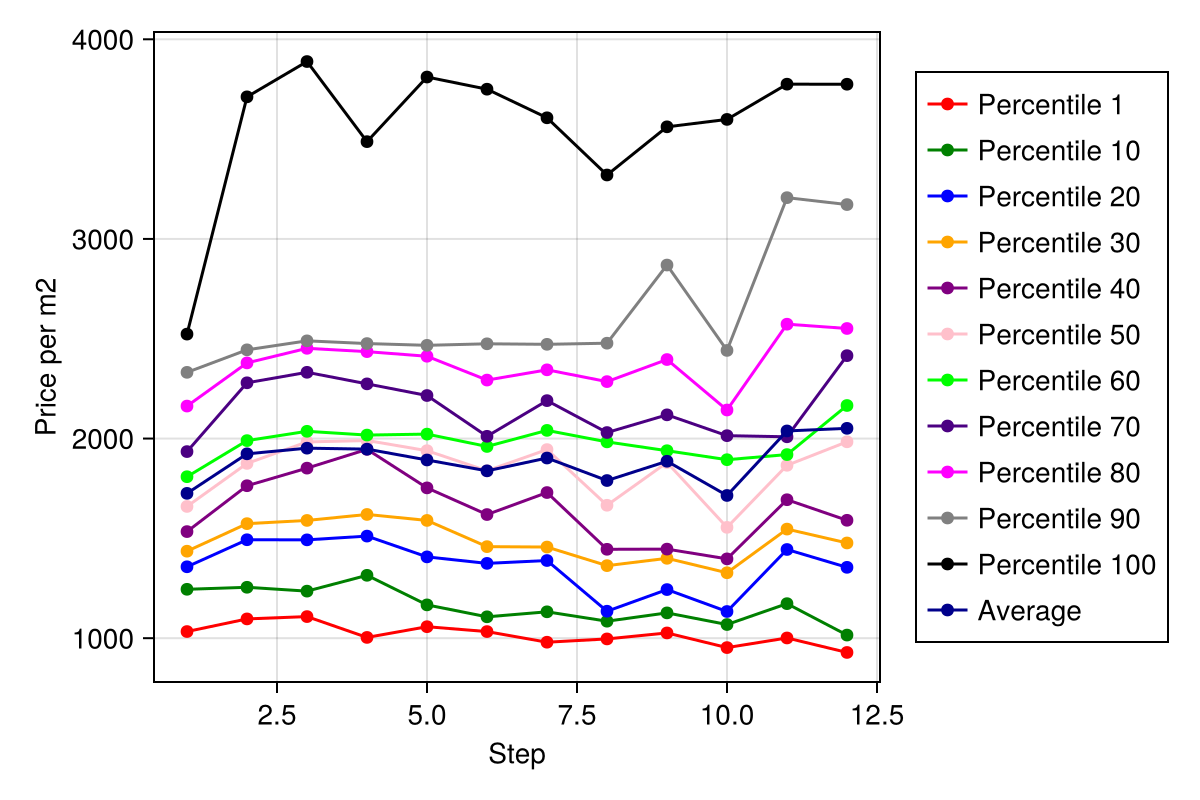 4000
3000
2000
1000
Price per m2
2.5
5.0
7.5
10.0
12.5
Step
Percentile 1
Percentile 10
Percentile 20
Percentile 30
Percentile 40
Percentile 50
Percentile 60
Percentile 70
Percentile 80
Percentile 90
Percentile 100
Average